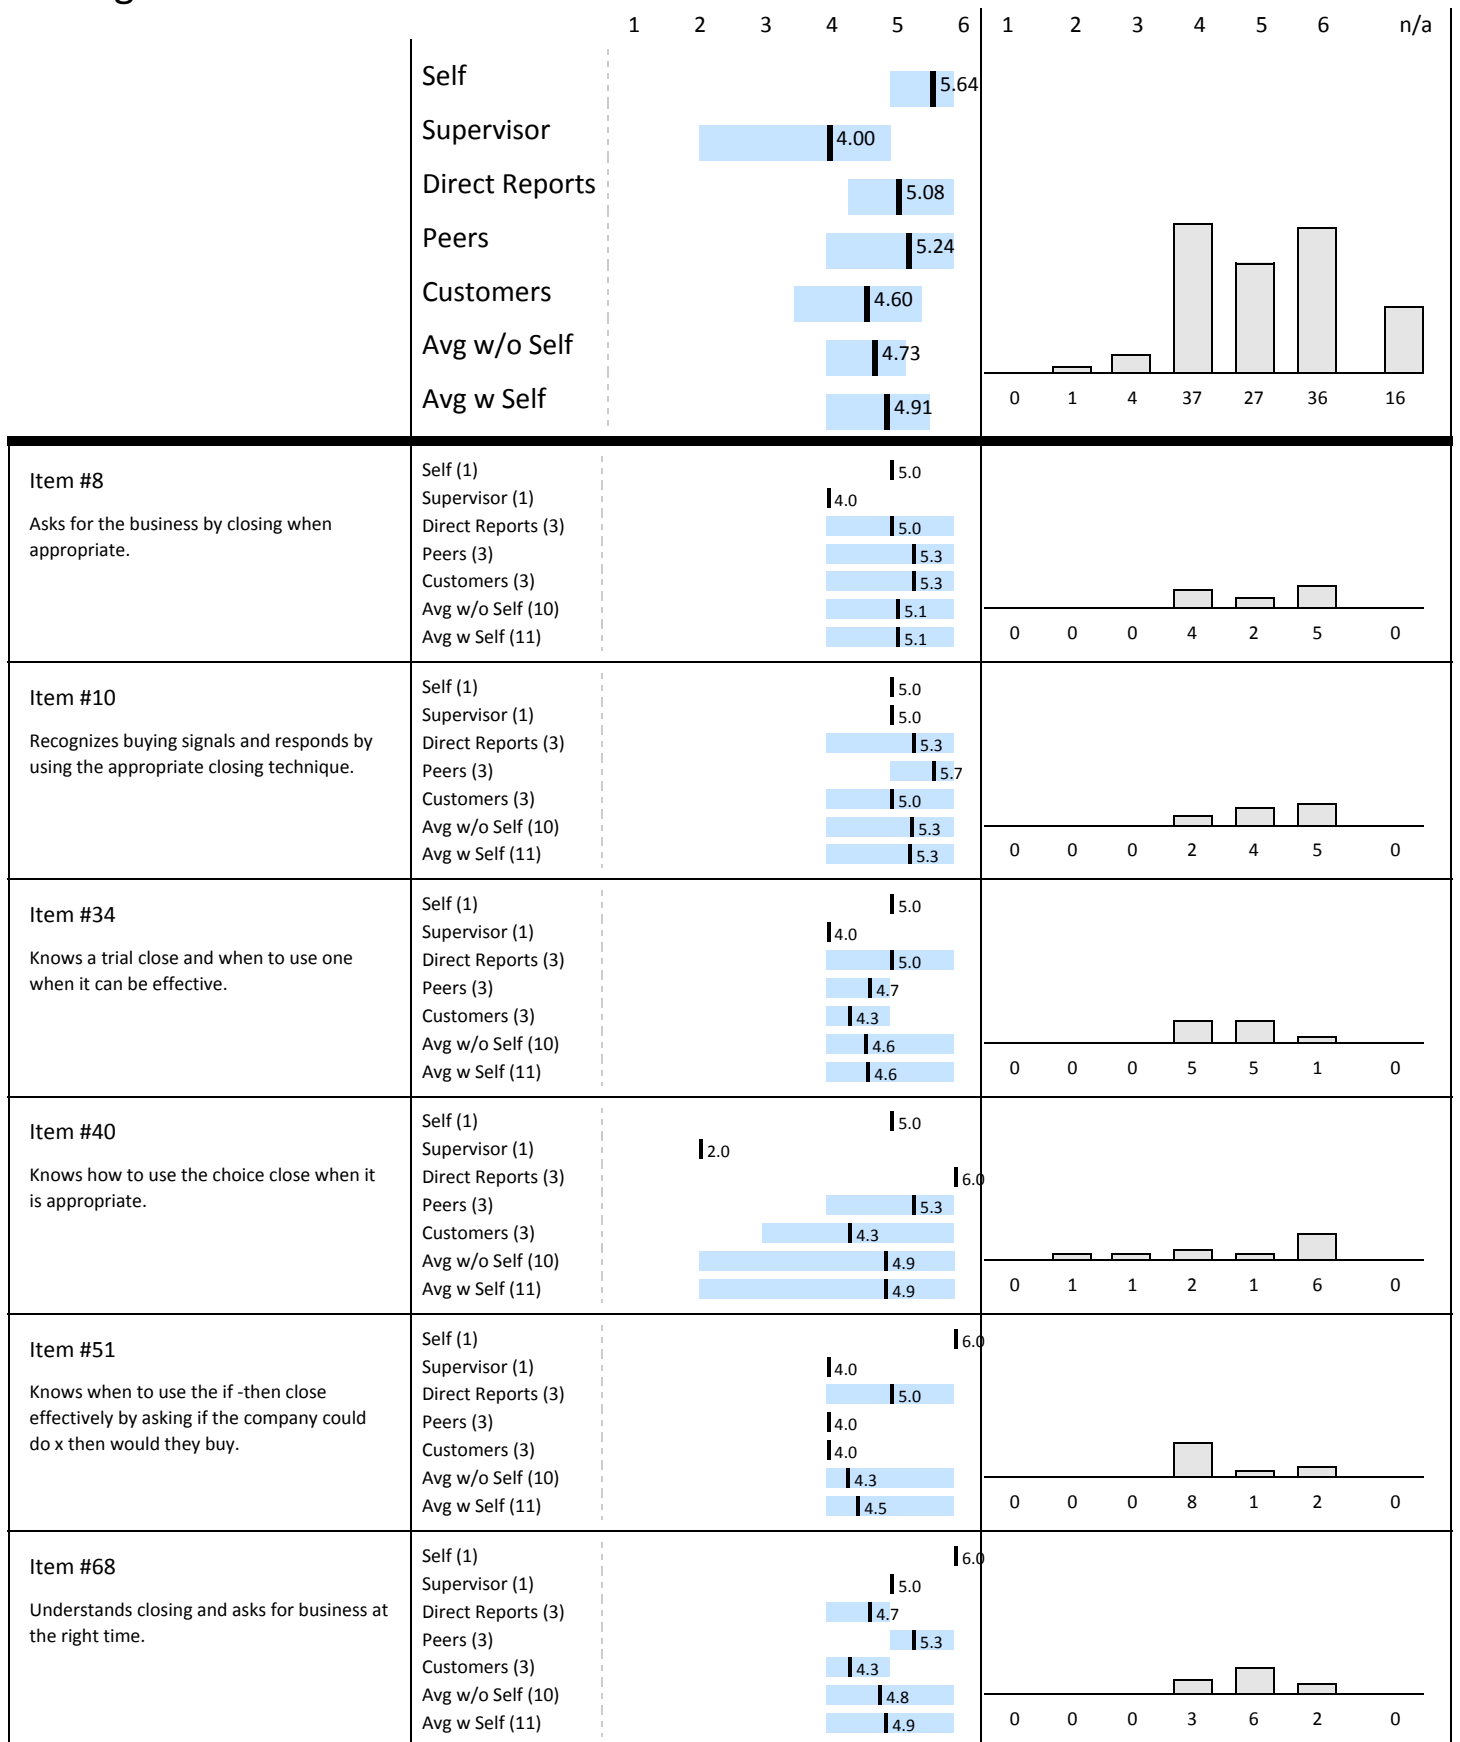 1 2 3 4 5 6 1 2 3 4 5 6 n/a
Self 5.64
Supervisor 4.00
Direct Reports 5.08
Peers 5.24
Customers 4.60
Avg w/o Self 4.73
Avg w Self 4.91
0 1 4 37 27 36 16
Item #8
Asks for the business by closing when
appropriate.
Self (1) 5.0
Supervisor (1) 4.0
Direct Reports (3) 5.0
Peers (3) 5.3
Customers (3) 5.3
Avg w/o Self (10) 5.1
Avg w Self (11) 5.1
0 0 0 4 2 5 0
Item #10
Recognizes buying signals and responds by
using the appropriate closing technique.
Self (1) 5.0
Supervisor (1) 5.0
Direct Reports (3) 5.3
Peers (3) 5.7
Customers (3) 5.0
Avg w/o Self (10) 5.3
Avg w Self (11) 5.3
0 0 0 2 4 5 0
Item #34
Knows a trial close and when to use one
when it can be effective.
Self (1) 5.0
Supervisor (1) 4.0
Direct Reports (3) 5.0
Peers (3) 4.7
Customers (3) 4.3
Avg w/o Self (10) 4.6
Avg w Self (11) 4.6
0 0 0 5 5 1 0
Item #40
Knows how to use the choice close when it
is appropriate.
Self (1) 5.0
Supervisor (1) 2.0
Direct Reports (3) 6.0
Peers (3) 5.3
Customers (3) 4.3
Avg w/o Self (10) 4.9
Avg w Self (11) 4.9
0 1 1 2 1 6 0
Item #51
Knows when to use the if -then close
effectively by asking if the company could
do x then would they buy.
Self (1) 6.0
Supervisor (1) 4.0
Direct Reports (3) 5.0
Peers (3) 4.0
Customers (3) 4.0
Avg w/o Self (10) 4.3
Avg w Self (11) 4.5
0 0 0 8 1 2 0
Item #68
Understands closing and asks for business at
the right time.
Self (1) 6.0
Supervisor (1) 5.0
Direct Reports (3) 4.7
Peers (3) 5.3
Customers (3) 4.3
Avg w/o Self (10) 4.8
Avg w Self (11) 4.9
0 0 0 3 6 2 0